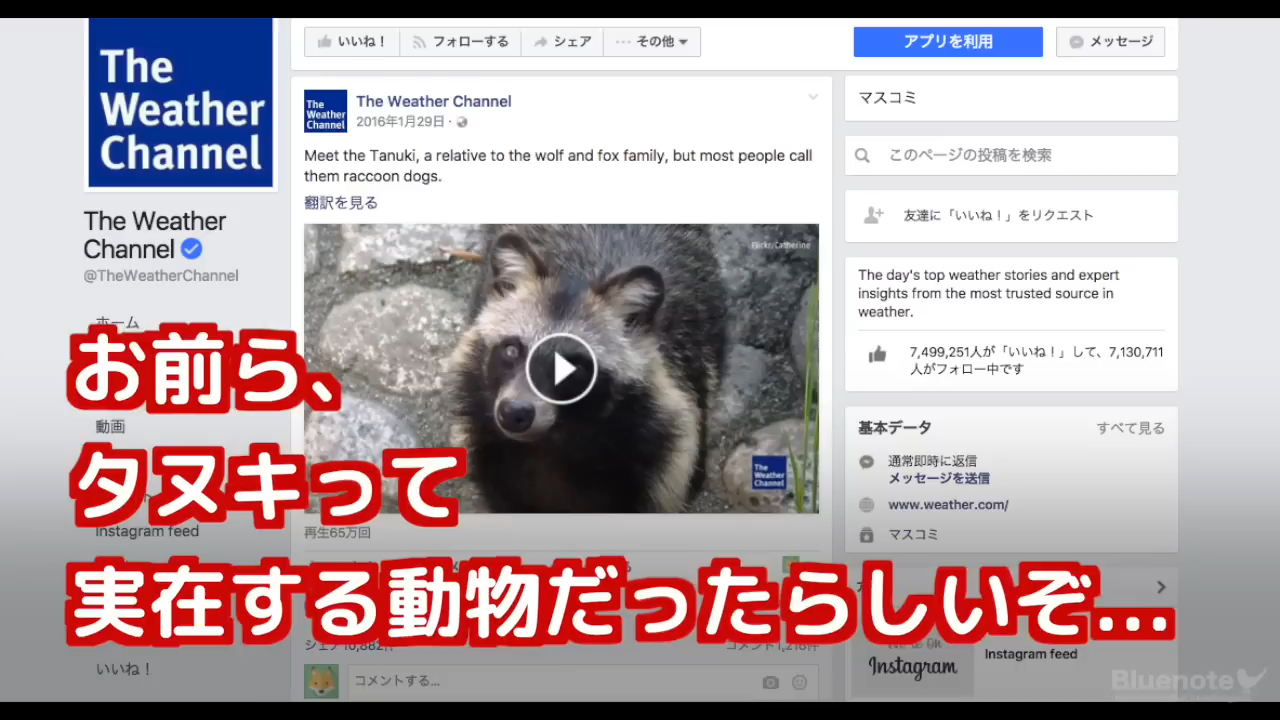 The
Weather
Channel
The Weather
Channel
@TheWeatherChannel
ホーム
動画
Instagram feed
いいね！
いいね！
フォローする
シェア
その他
アプリを利用
メッセージ
The
Weather
Channel
The Weather Channel
2016年1月29日
Meet the Tanuki, a relative to the wolf and fox family, but most people call
them raccoon dogs.
翻訳を見る
Flickr/Catherine
The
Weather
Channel
再生65万回
コメントする...
マスコミ
このページの投稿を検索
友達に「いいね！」をリクエスト
The day's top weather stories and expert
insights from the most trusted source in
weather.
7,499,251人が「いいね！」して、7,130,711
人がフォロー中です
基本データ
すべて見る
通常即時に返信
メッセージを送信
www.weather.com/
マスコミ
Instagram
Instagram feed
お前ら、
タヌキって
実在する動物だったらしいぞ...
Bluenote